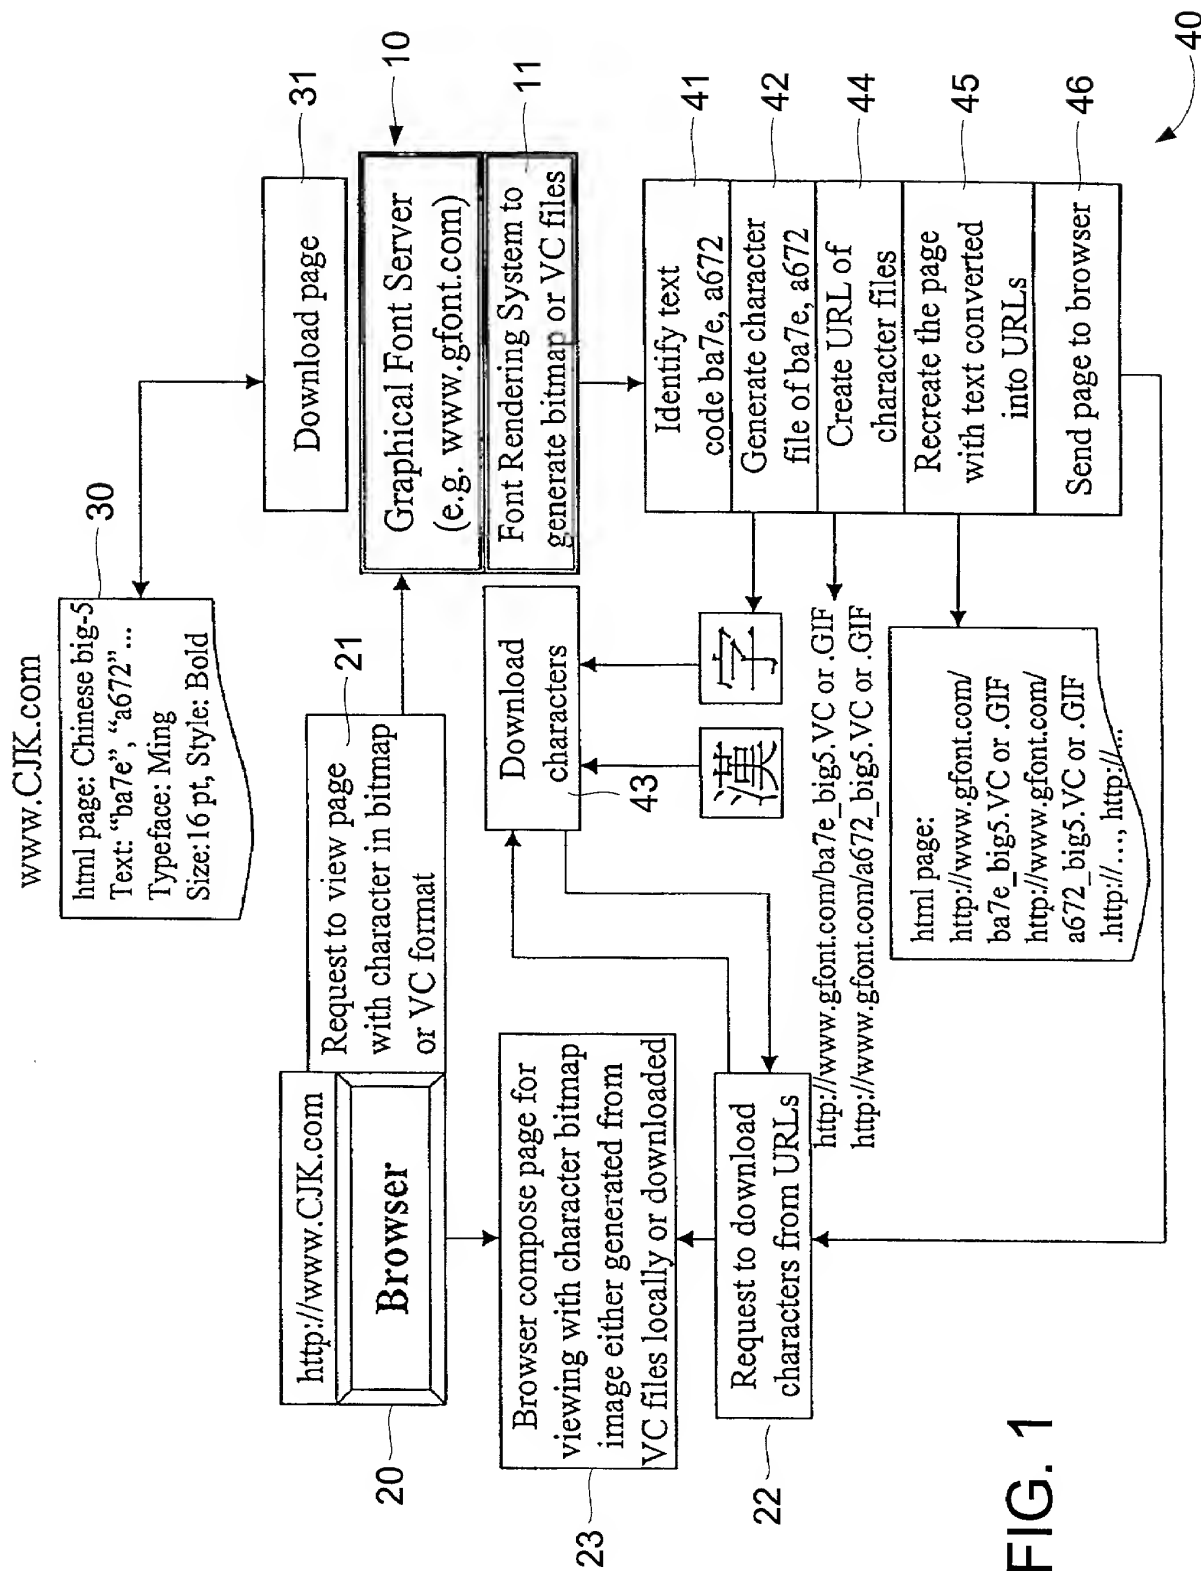 www.CJK.com
30
html page: Chinese big-5
Text: “ba7e”, “a672”...
Typeface: Ming
Size:16 pt, Style: Bold
31
Download page
http://www.CJK.com
Browser
20
21
Request to view page
with character in bitmap
or VC format
10
Graphical Font Server
(e.g. www.gfont.com)
11
Font Rendering System to
generate bitmap or VC files
Browser compose page for
viewing with character bitmap
image either generated from
VC files locally or downloaded
23
Download
characters
43
漢
字
Identify text
code ba7e, a672
41
Generate character
file of ba7e, a672
42
Create URL of
character files
44
Recreate the page
with text converted
into URLs
45
Send page to browser
46
40
Request to download
characters from URLs
22
http://www.gfont.com/ba7e_big5.VC or .GIF
http://www.gfont.com/a672_big5.VC or .GIF
html page:
http://www.gfont.com/
ba7e_big5.VC or .GIF
http://www.gfont.com/
a672_big5.VC or .GIF
.http://..., http://...
FIG. 1